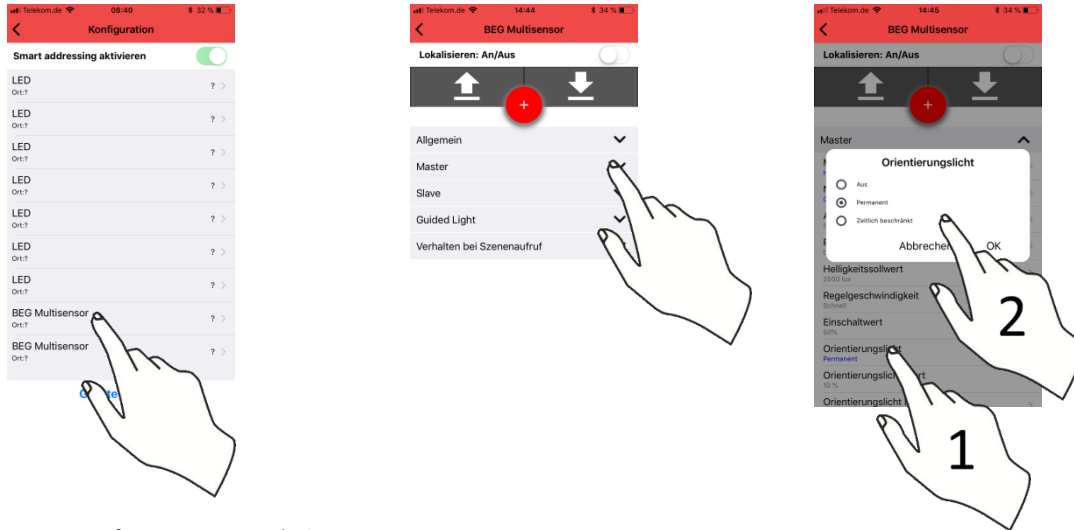 Telekom.de 08:40 32 %
Konfiguration
Smart addressing aktivieren
LED
Ort:?
?
LED
Ort:?
?
LED
Ort:?
?
LED
Ort:?
?
LED
Ort:?
?
LED
Ort:?
?
LED
Ort:?
?
BEG Multisensor
Ort:?
?
BEG Multisensor
Ort:?
?
Telekom.de 14:44 34 %
BEG Multisensor
Lokalisieren: An/Aus
+
Allgemein
Master
Slave
Guided Light
Verhalten bei Szenenaufruf
Telekom.de 14:45 34 %
BEG Multisensor
Lokalisieren: An/Aus
+
Master
Orientierungslicht
Aus
Permanent
Zeitlich beschränkt
Abbrechen OK
Helligkeitssollwert
2500 lux
Regelgeschwindigkeit
Schnell
Einschaltwert
50%
Orientierungslicht
Permanent
Orientierungslicht
10 %
Orientierungslicht
2
1